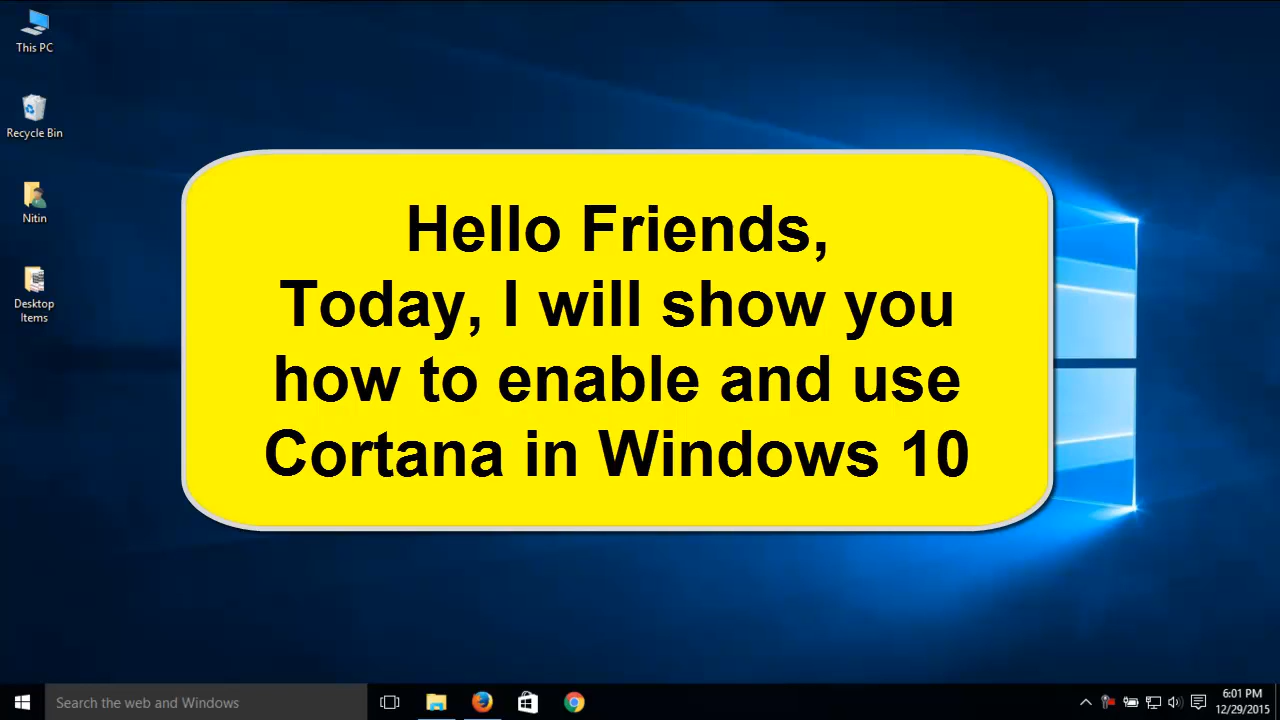 This PC
Recycle Bin
Nitin
Desktop
Items
Hello Friends,
Today, I will show you
how to enable and use
Cortana in Windows 10
Search the web and Windows
6:01 PM
12/29/2015